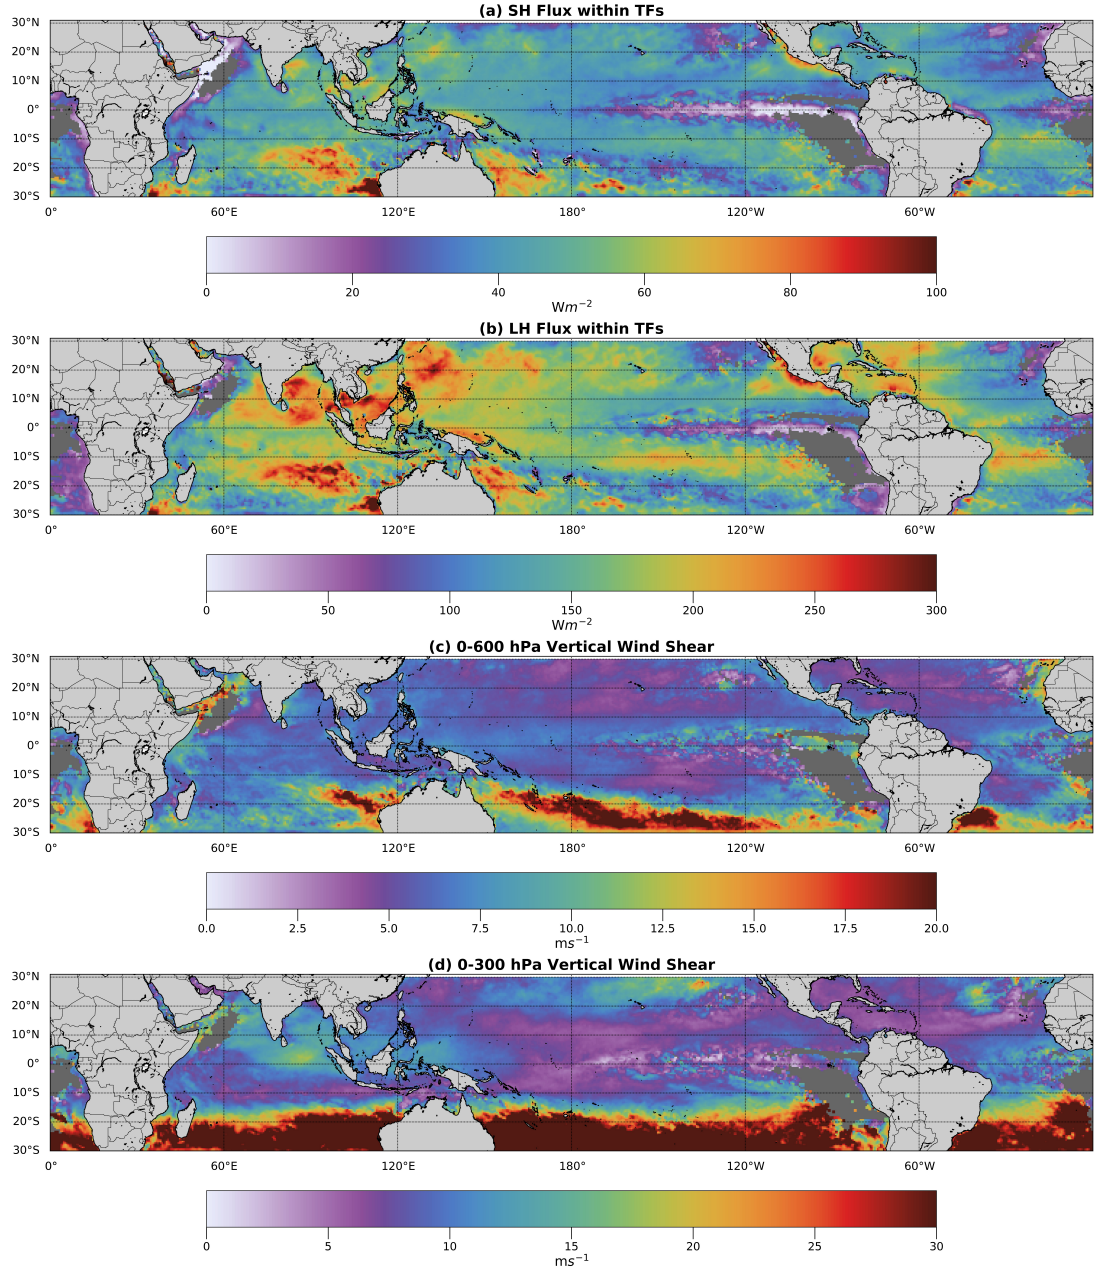 (a) SH Flux within TFs
30°N
20°N
10°N
0°
10°S
20°S
30°S
0° 60°E 120°E 180° 120°W 60°W
0 20 40 60 80 100
Wm⁻²
(b) LH Flux within TFs
30°N
20°N
10°N
0°
10°S
20°S
30°S
0° 60°E 120°E 180° 120°W 60°W
0 50 100 150 200 250 300
Wm⁻²
(c) 0-600 hPa Vertical Wind Shear
30°N
20°N
10°N
0°
10°S
20°S
30°S
0° 60°E 120°E 180° 120°W 60°W
0.0 2.5 5.0 7.5 10.0 12.5 15.0 17.5 20.0
ms⁻¹
(d) 0-300 hPa Vertical Wind Shear
30°N
20°N
10°N
0°
10°S
20°S
30°S
0° 60°E 120°E 180° 120°W 60°W
0 5 10 15 20 25 30
ms⁻¹